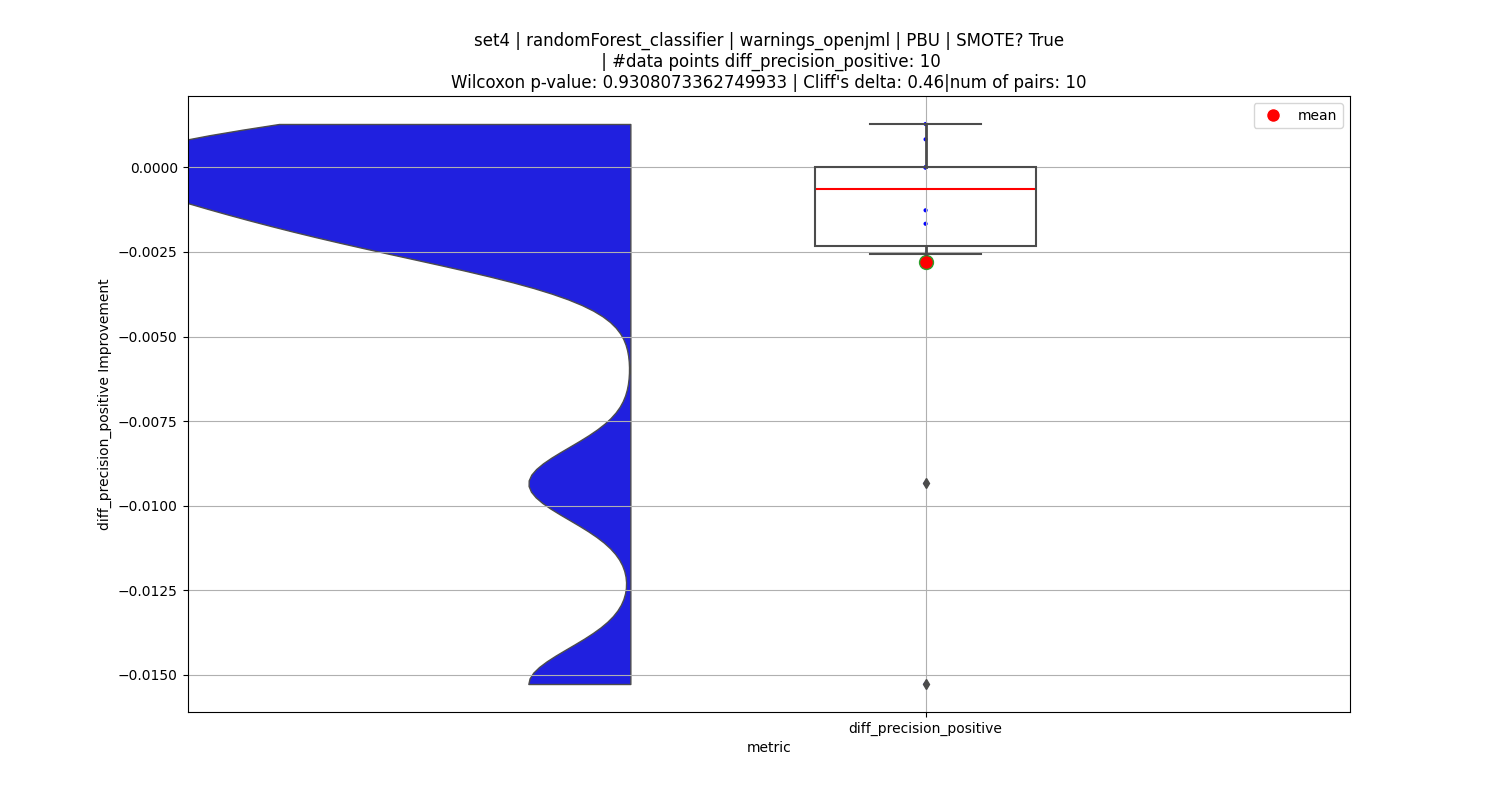 set4 | randomForest_classifier | warnings_openjml | PBU | SMOTE? True
| #data points diff_precision_positive: 10
Wilcoxon p-value: 0.9308073362749933 | Cliff's delta: 0.46|num of pairs: 10
mean
0.0000
−0.0025
−0.0050
−0.0075
−0.0100
−0.0125
−0.0150
diff_precision_positive Improvement
diff_precision_positive
metric